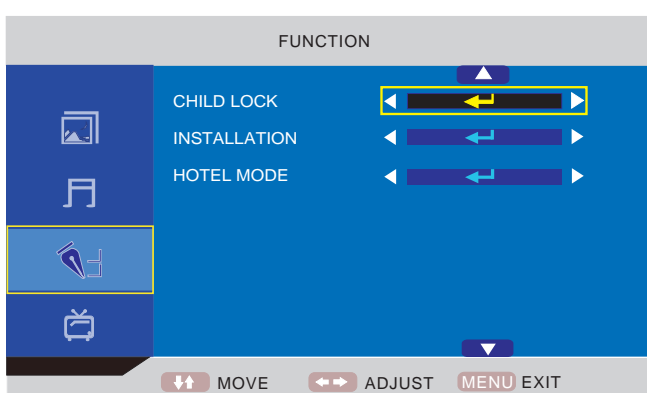 FUNCTION
CHILD LOCK
INSTALLATION
HOTEL MODE
MOVE ADJUST MENU EXIT